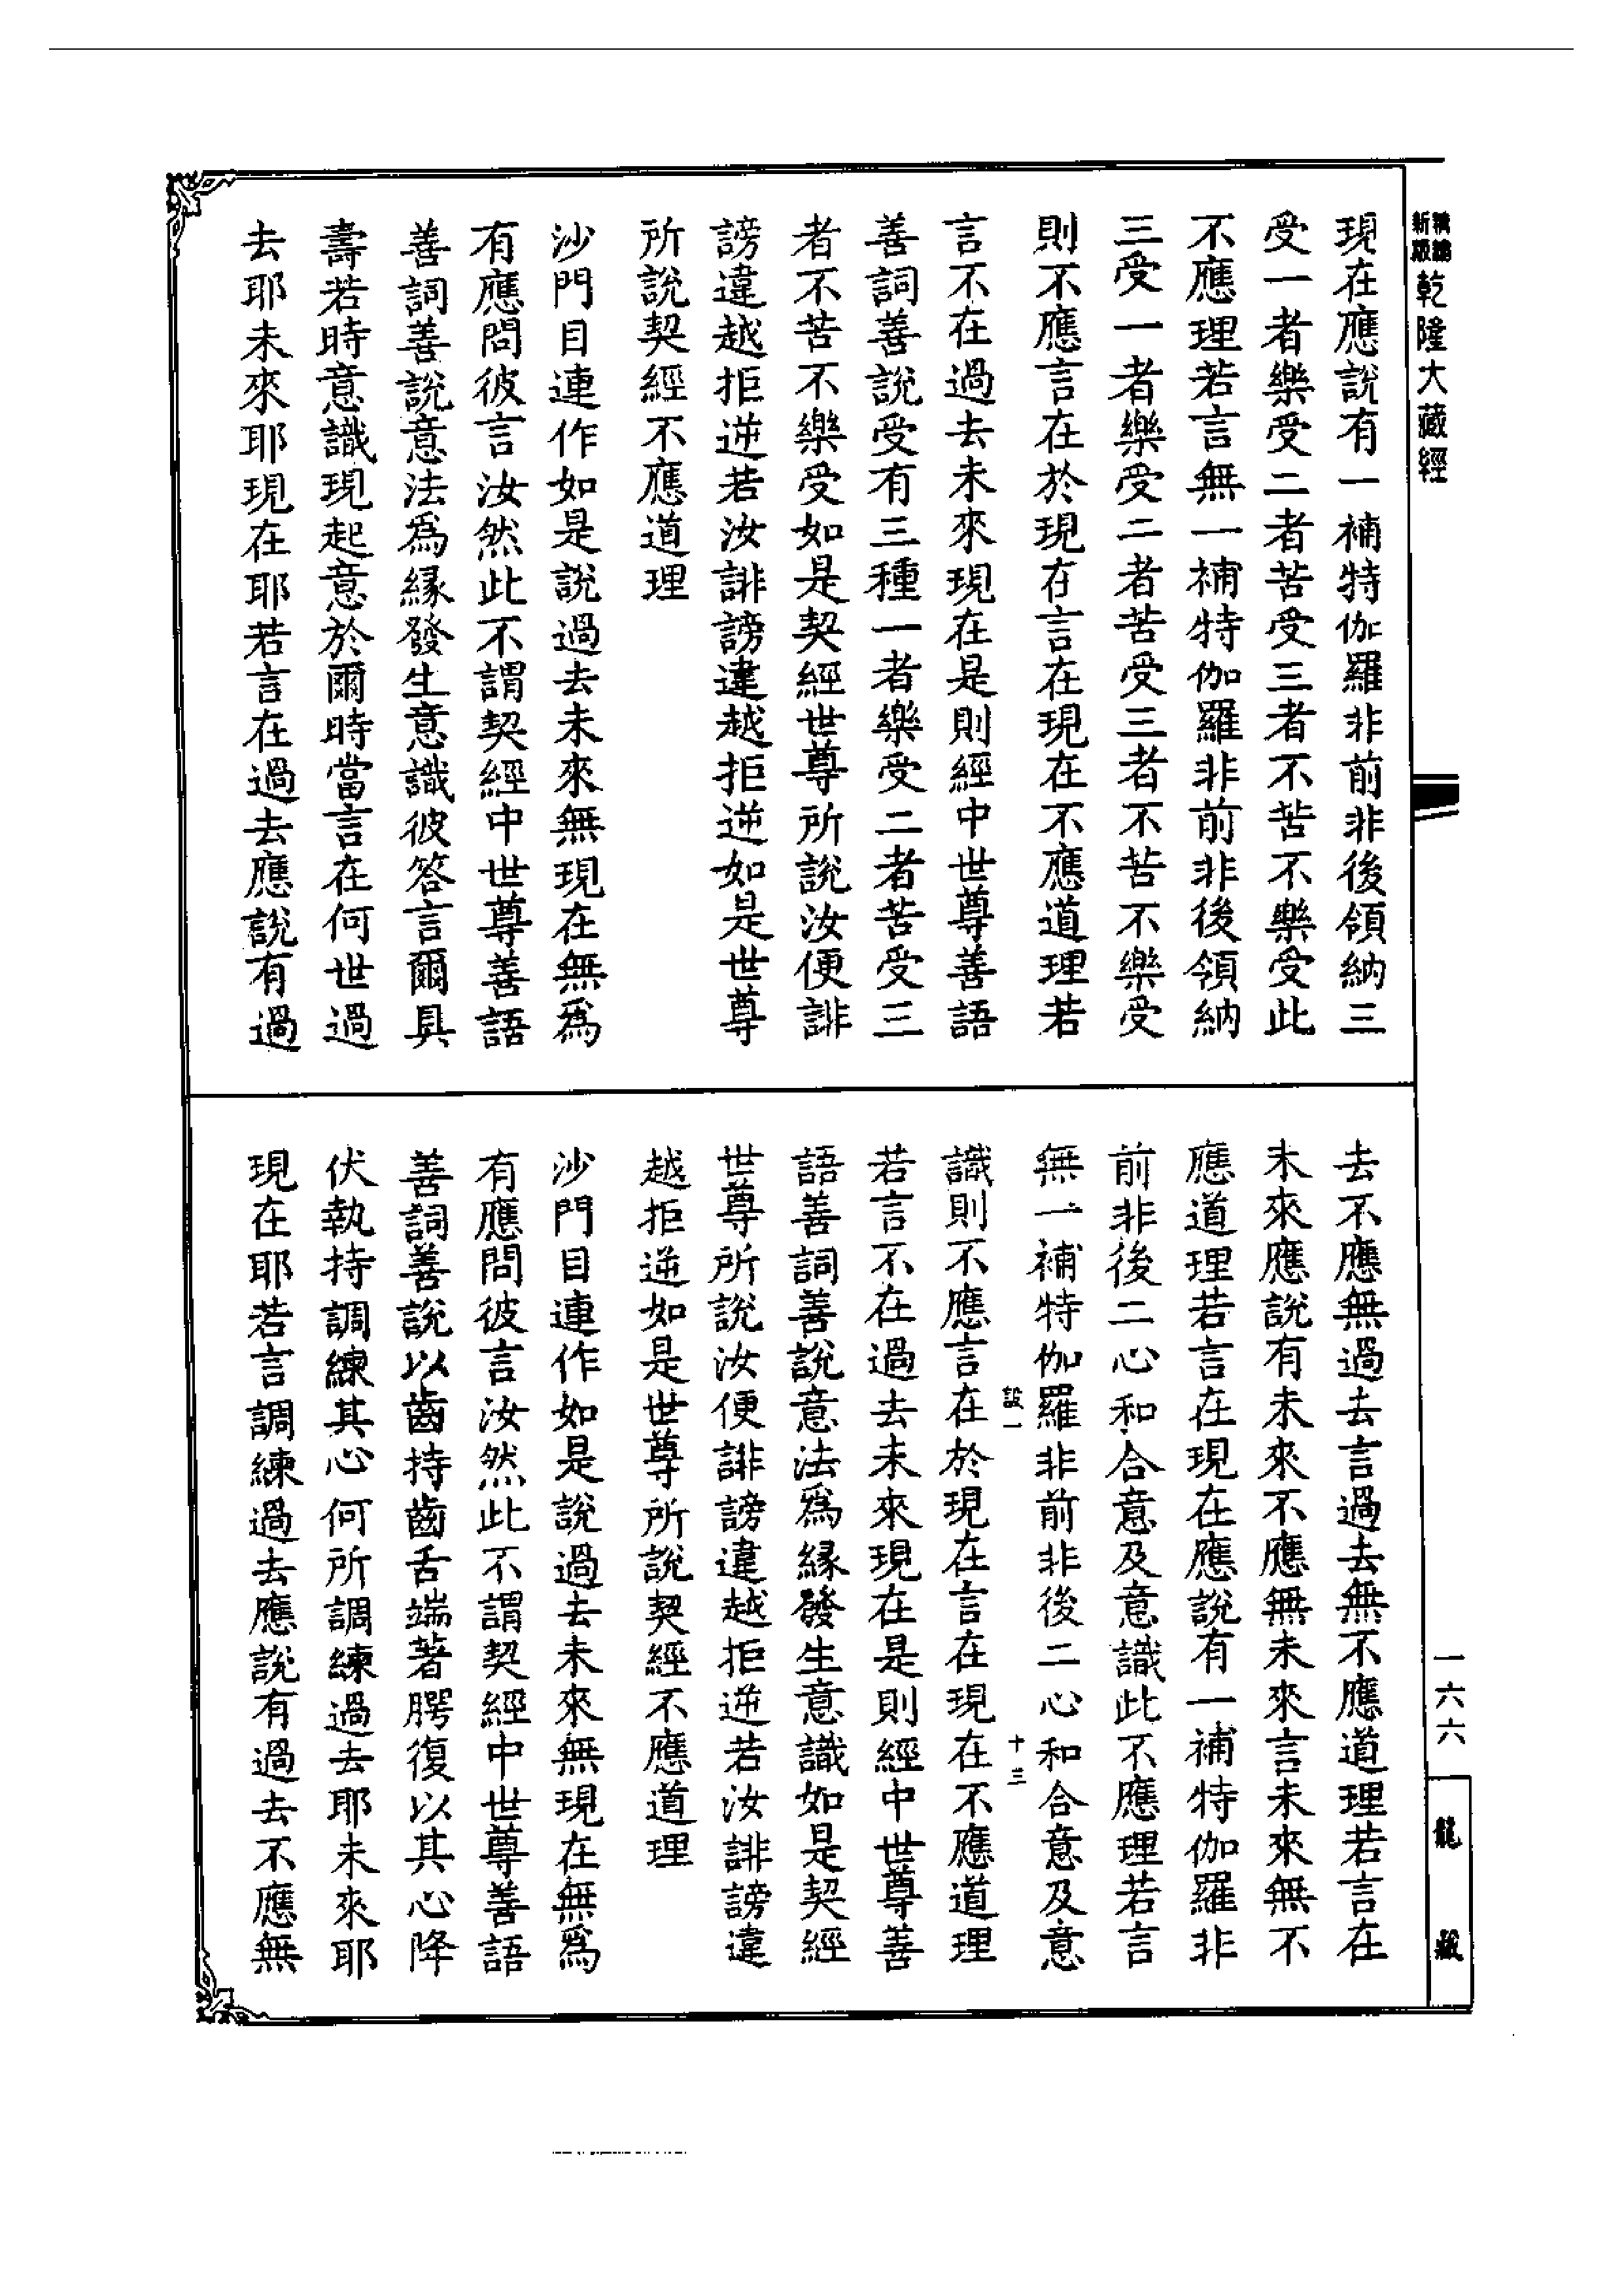 精編新版乾隆大藏經
現在應說有一補特伽羅非前非後領納三
受一者樂受二者苦受三者不苦不樂受此
不應理若言無一補特伽羅非前非後領納
三受一者樂受二者苦受三者不苦不樂受
則不應言在於現在言在現在不應道理若
言不在過去未來現在是則經中世尊善語
善詞善說受有三種一者樂受二者苦受三
者不苦不樂受如是契經世尊所說汝便誹
謗違越拒逆若汝誹謗違越拒逆如是世尊
所說契經不應道理
沙門目連作如是說過去未來無現在無為
有應問彼言汝然此不謂契經中世尊善語
善詞善說意法為緣發生意識彼答言爾具
壽若時意識現起意於爾時當言在何世過
去耶未來耶現在耶若言在過去應說有過
去不應無過去言過去無不應道理若言在
未來應說有未來不應無未來言未來無不
應道理若言在現在應說有一補特伽羅非
前非後二心和合意及意識此不應理若言
無一補特伽羅非前非後二心和合意及意
設一 十三
識則不應言在於現在言在現在不應道理
若言不在過去未來現在是則經中世尊善
語善詞善說意法為緣發生意識如是契經
世尊所說汝便誹謗違越拒逆若汝誹謗違
越拒逆如是世尊所說契經不應道理
沙門目連作如是說過去未來無現在無為
有應問彼言汝然此不謂契經中世尊善語
善詞善說以齒持齒舌端著腭復以其心降
伏執持調練其心何所調練過去耶未來耶
現在耶若言調練過去應說有過去不應無
一六六
龍藏